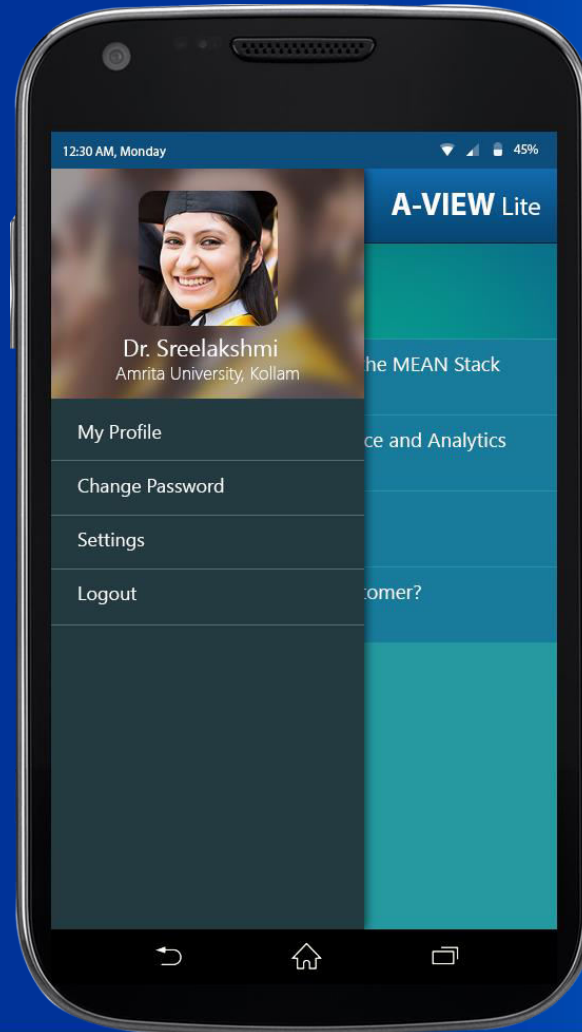 12:30 AM, Monday
45%
A-VIEW Lite
Dr. Sreelakshmi
Amrita University, Kollam
he MEAN Stack
My Profile
ce and Analytics
Change Password
Settings
Logout
tomer?